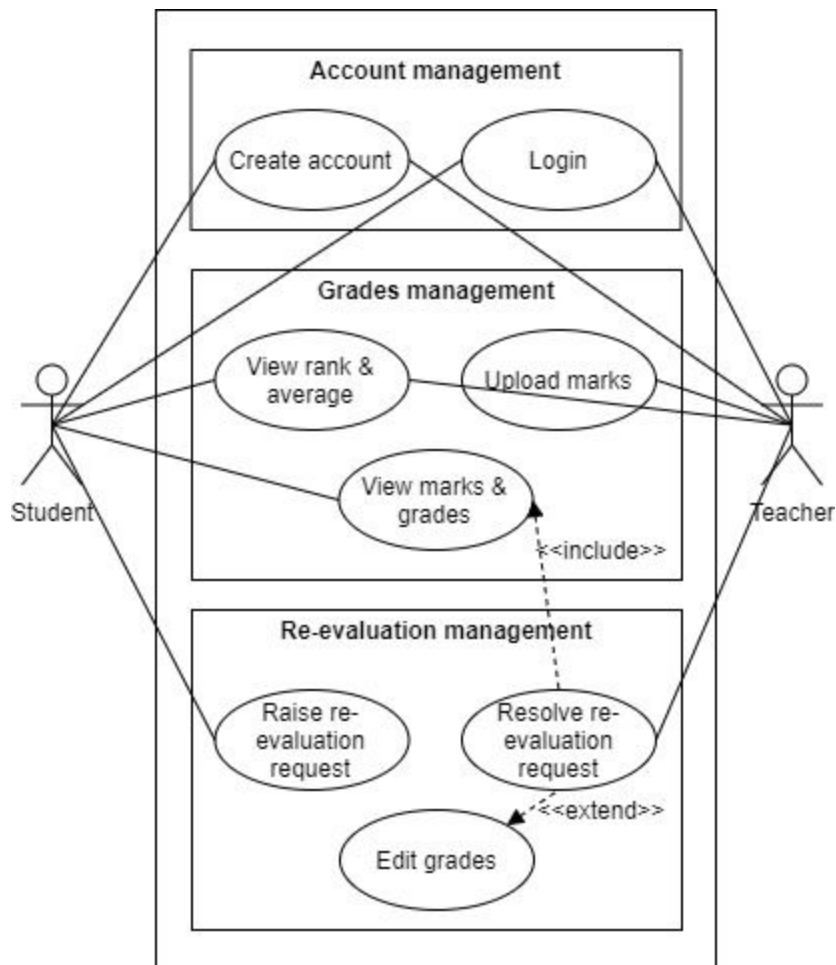 Account management
Create account
Login
Grades management
View rank &
average
Upload marks
View marks &
grades
<<include>>
Student
Teacher
Re-evaluation management
Raise re-
evaluation
request
Resolve re-
evaluation
request
<<extend>>
Edit grades